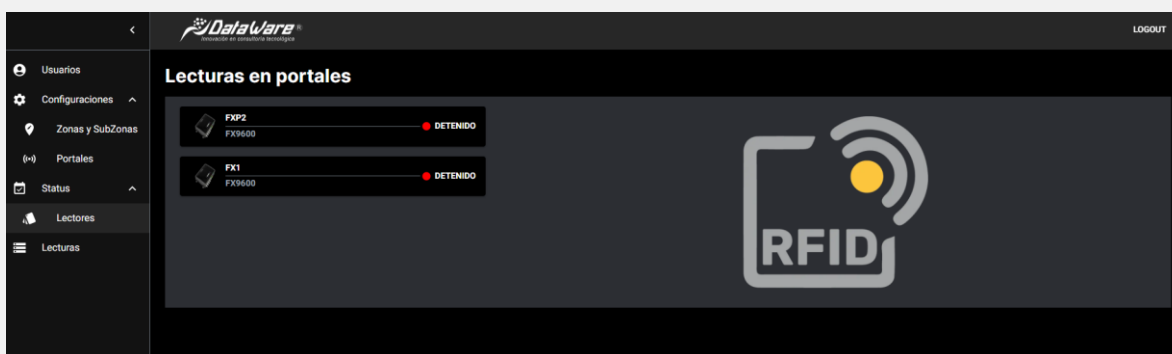 DataWare®
Innovación en consultoría tecnológica
LOGOUT
Usuarios
Configuraciones
Zonas y SubZonas
Portales
Status
Lectores
Lecturas
Lecturas en portales
FXP2
FX9600
DETENIDO
FX1
FX9600
DETENIDO
RFID